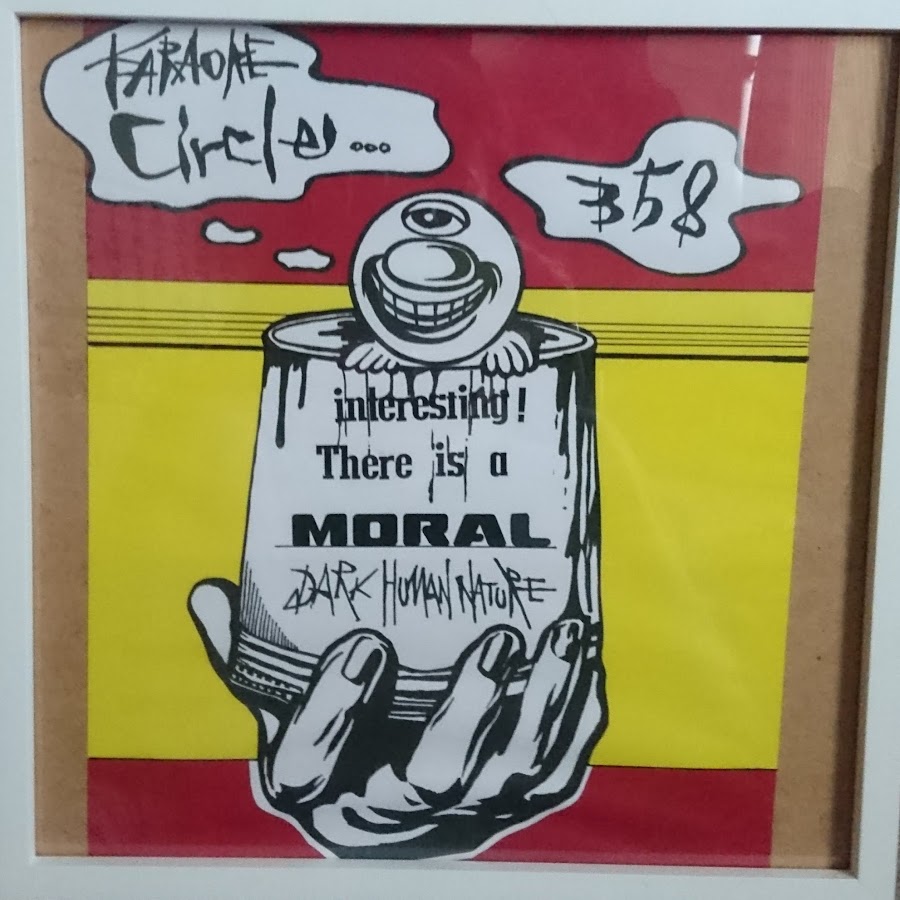 KARAOKE
Circle...
358
interesting!
There is a
MORAL
DARK HUMAN NATURE